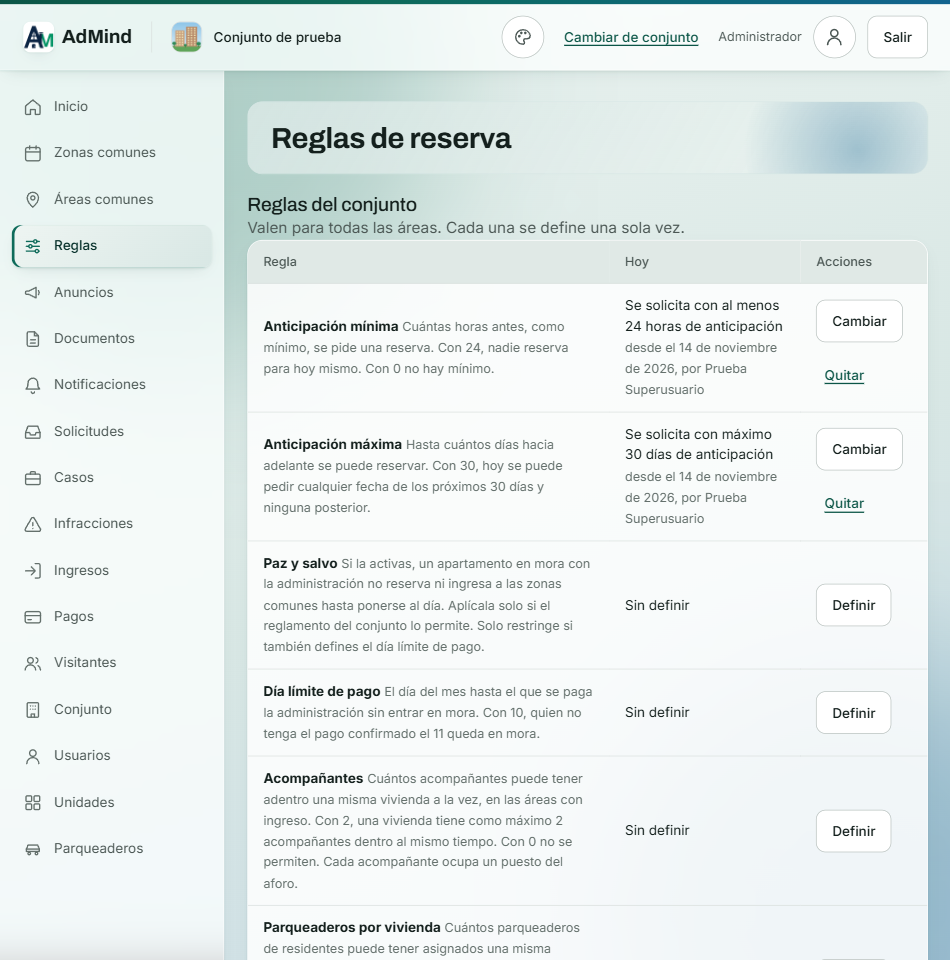 AM AdMind
Conjunto de prueba
Cambiar de conjunto
Administrador
Salir
Inicio
Zonas comunes
Áreas comunes
Reglas
Anuncios
Documentos
Notificaciones
Solicitudes
Casos
Infracciones
Ingresos
Pagos
Visitantes
Conjunto
Usuarios
Unidades
Parqueaderos
Reglas de reserva
Reglas del conjunto
Valen para todas las áreas. Cada una se define una sola vez.
Regla
Hoy
Acciones
Anticipación mínima Cuántas horas antes, como
mínimo, se pide una reserva. Con 24, nadie reserva
para hoy mismo. Con 0 no hay mínimo.
Se solicita con al menos
24 horas de anticipación
desde el 14 de noviembre
de 2026, por Prueba
Superusuario
Cambiar
Quitar
Anticipación máxima Hasta cuántos días hacia
adelante se puede reservar. Con 30, hoy se puede
pedir cualquier fecha de los próximos 30 días y
ninguna posterior.
Se solicita con máximo
30 días de anticipación
desde el 14 de noviembre
de 2026, por Prueba
Superusuario
Cambiar
Quitar
Paz y salvo Si la activas, un apartamento en mora con
la administración no reserva ni ingresa a las zonas
comunes hasta ponerse al día. Aplícala solo si el
reglamento del conjunto lo permite. Solo restringe si
también defines el día límite de pago.
Sin definir
Definir
Día límite de pago El día del mes hasta el que se paga
la administración sin entrar en mora. Con 10, quien no
tenga el pago confirmado el 11 queda en mora.
Sin definir
Definir
Acompañantes Cuántos acompañantes puede tener
adentro una misma vivienda a la vez, en las áreas con
ingreso. Con 2, una vivienda tiene como máximo 2
acompañantes dentro al mismo tiempo. Con 0 no se
permiten. Cada acompañante ocupa un puesto del
aforo.
Sin definir
Definir
Parqueaderos por vivienda Cuántos parqueaderos
de residentes puede tener asignados una misma